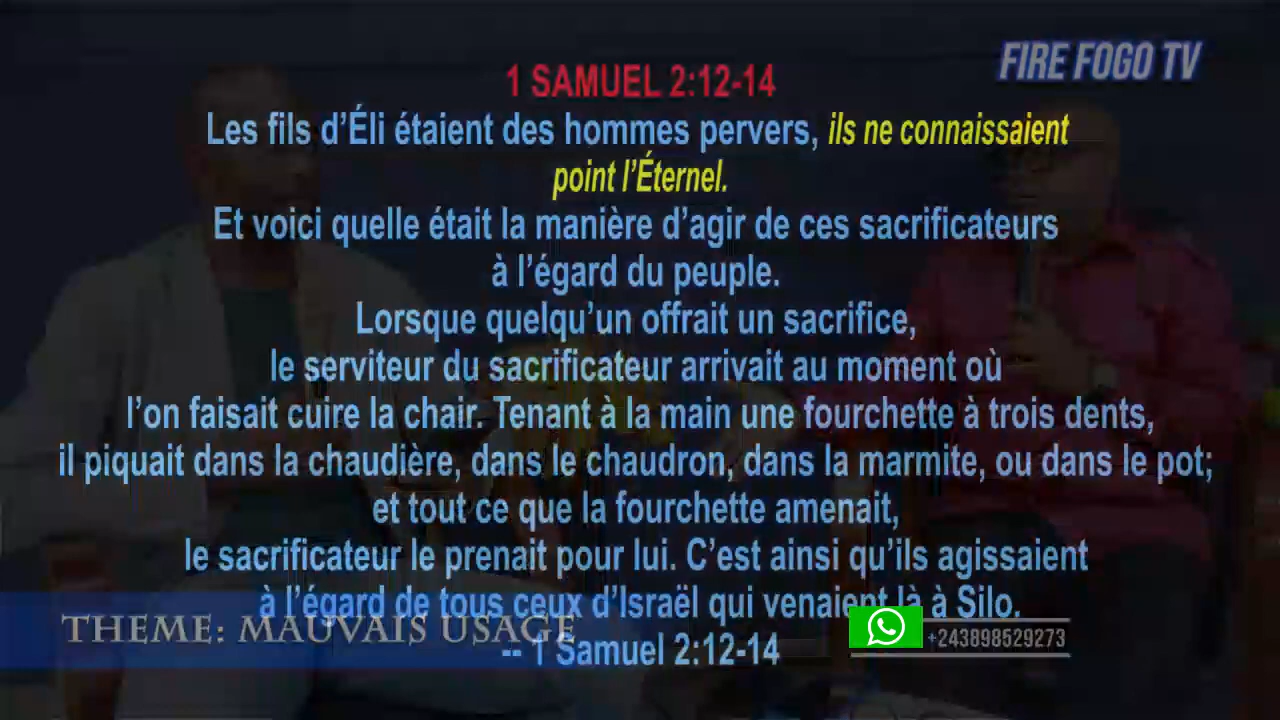 FIRE FOGO TV
1 SAMUEL 2:12-14
Les fils d’Éli étaient des hommes pervers, ils ne connaissaient
point l’Éternel.
Et voici quelle était la manière d’agir de ces sacrificateurs
à l’égard du peuple.
Lorsque quelqu’un offrait un sacrifice,
le serviteur du sacrificateur arrivait au moment où
l’on faisait cuire la chair. Tenant à la main une fourchette à trois dents,
il piquait dans la chaudière, dans le chaudron, dans la marmite, ou dans le pot;
et tout ce que la fourchette amenait,
le sacrificateur le prenait pour lui. C’est ainsi qu’ils agissaient
à l’égard de tous ceux d’Israël qui venaient là à Silo.
THEME: MAUVAIS USAGE
+243898529273
-- 1 Samuel 2:12-14